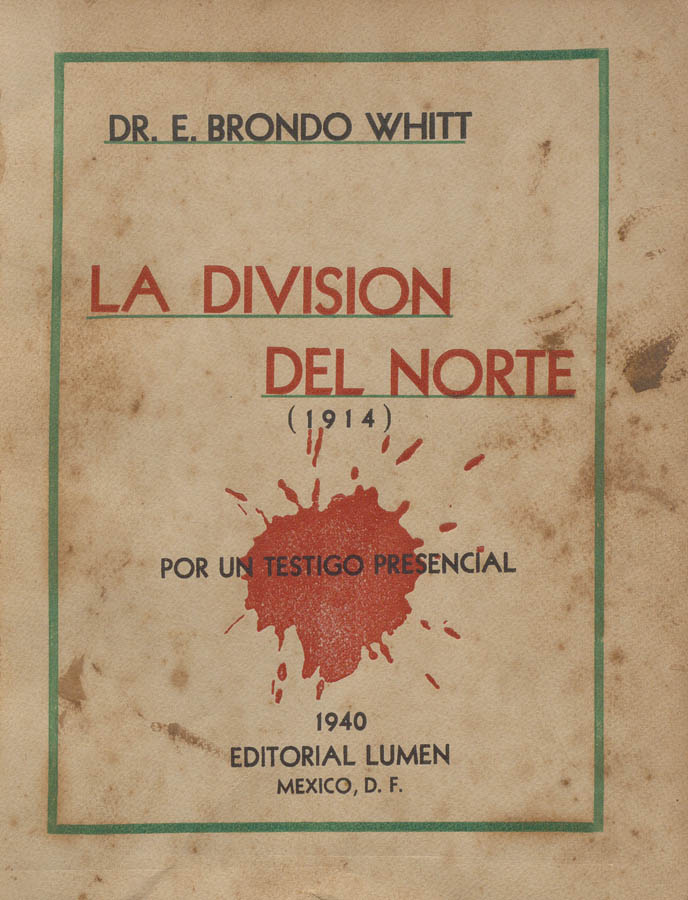 DR. E. BRONDO WHITT
LA DIVISION
DEL NORTE
(1914)
POR UN TESTIGO PRESENCIAL
1940
EDITORIAL LUMEN
MEXICO, D. F.